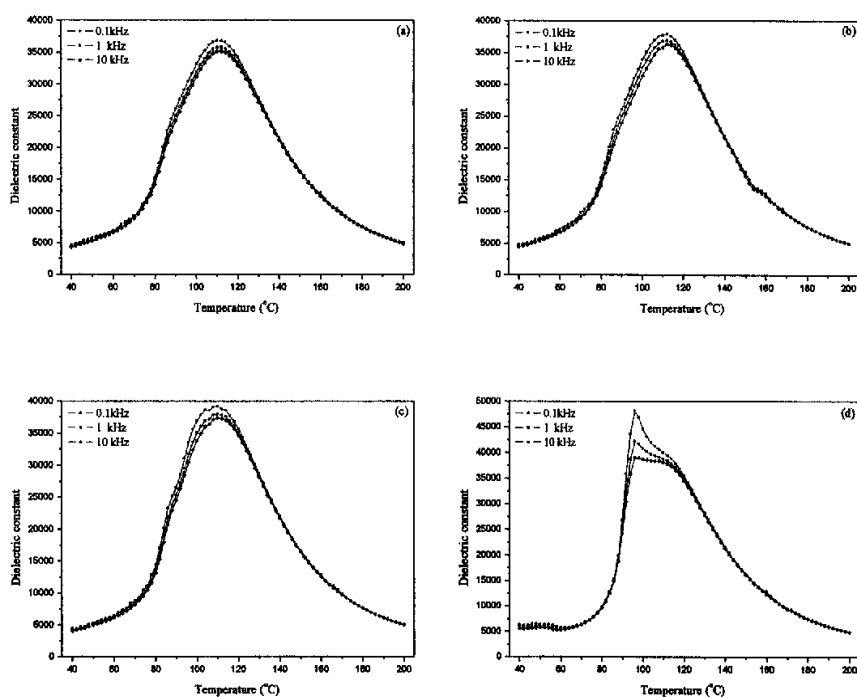 (a)
0.1kHz
1 kHz
10 kHz
40000
35000
30000
25000
20000
15000
10000
5000
0
Dielectric constant
40 60 80 100 120 140 160 180 200
Temperature (°C)
(b)
0.1kHz
1 kHz
10 kHz
40000
35000
30000
25000
20000
15000
10000
5000
0
Dielectric constant
40 60 80 100 120 140 160 180 200
Temperature (°C)
(c)
0.1kHz
1 kHz
10 kHz
40000
35000
30000
25000
20000
15000
10000
5000
0
Dielectric constant
40 60 80 100 120 140 160 180 200
Temperature (°C)
(d)
0.1kHz
1 kHz
10 kHz
50000
45000
40000
35000
30000
25000
20000
15000
10000
5000
0
Dielectric constant
40 60 80 100 120 140 160 180 200
Temperature (°C)